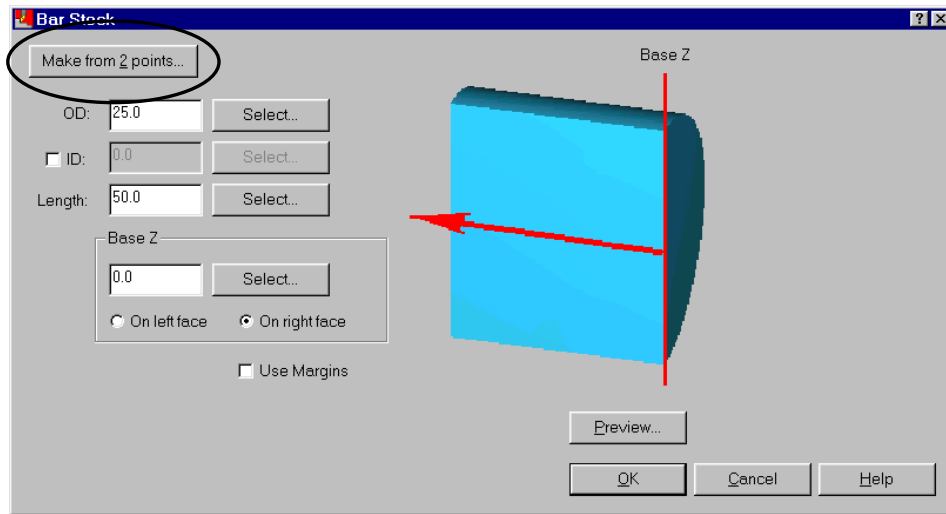 Bar Stock
Make from 2 points...
Base Z
OD: 25.0 Select...
ID: 0.0 Select...
Length: 50.0 Select...
Base Z
0.0 Select...
On left face On right face
Use Margins
Preview...
OK Cancel Help